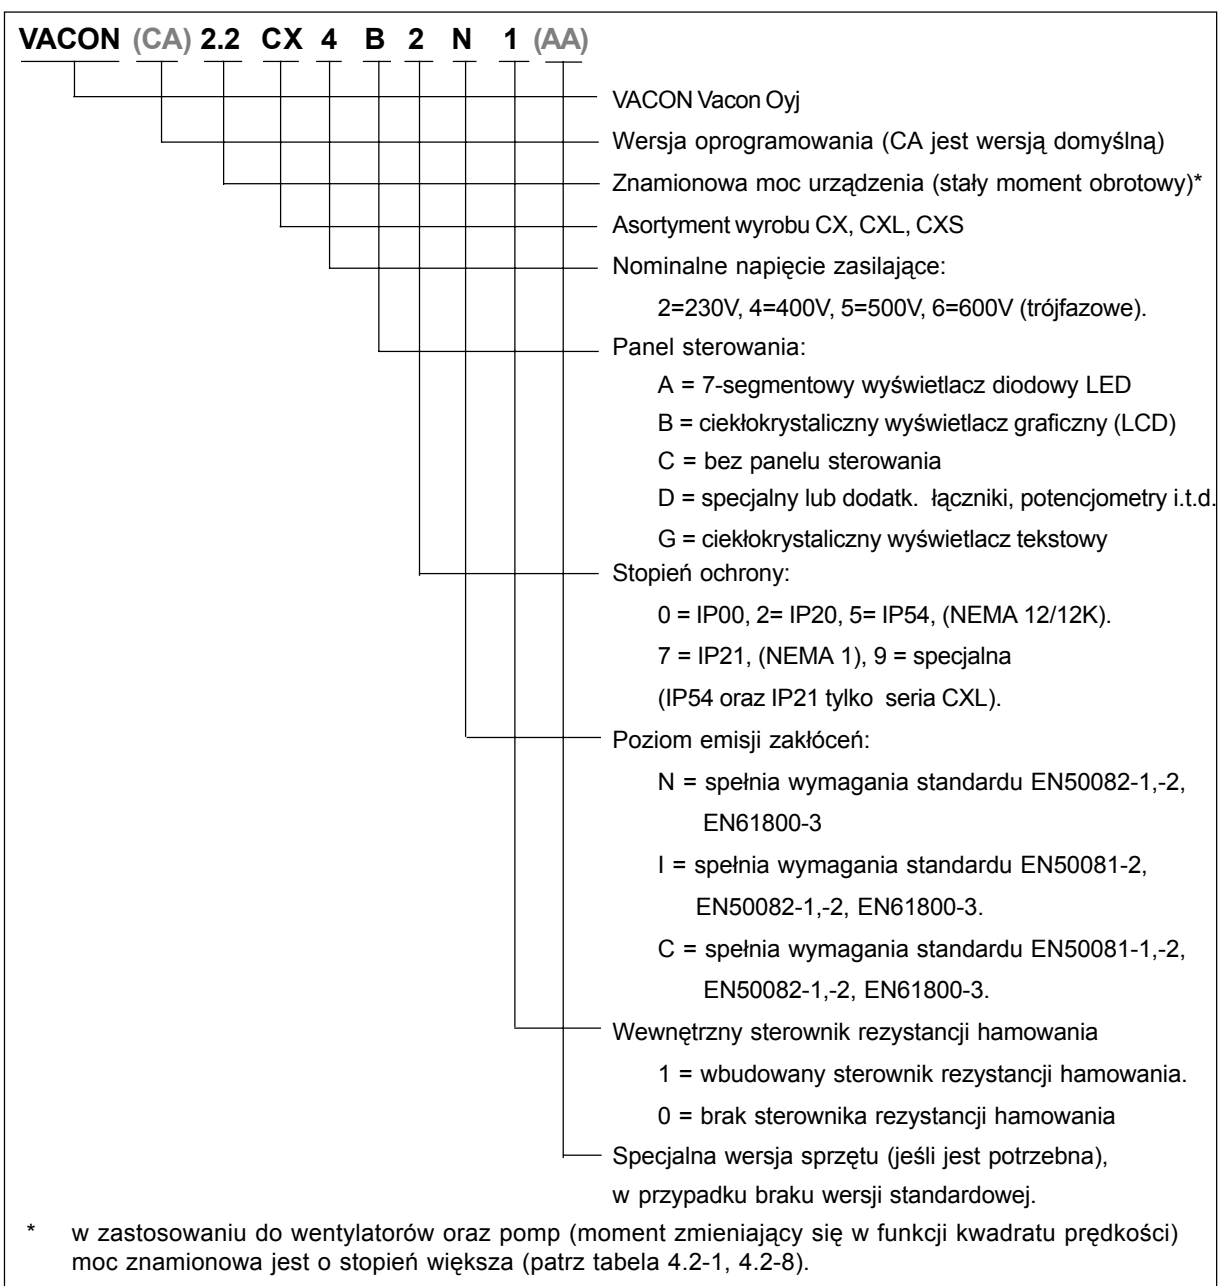 VACON (CA) 2.2 CX 4 B 2 N 1 (AA)
VACON Vacon Oyj
Wersja oprogramowania (CA jest wersją domyślną)
Znamionowa moc urządzenia (stały moment obrotowy)*
Asortyment wyrobu CX, CXL, CXS
Nominalne napięcie zasilające:
2=230V, 4=400V, 5=500V, 6=600V (trójfazowe).
Panel sterowania:
A = 7-segmentowy wyświetlacz diodowy LED
B = ciekłokrystaliczny wyświetlacz graficzny (LCD)
C = bez panelu sterowania
D = specjalny lub dodatk. łączniki, potencjometry i.t.d.
G = ciekłokrystaliczny wyświetlacz tekstowy
Stopień ochrony:
0 = IP00, 2= IP20, 5= IP54, (NEMA 12/12K).
7 = IP21, (NEMA 1), 9 = specjalna
(IP54 oraz IP21 tylko seria CXL).
Poziom emisji zakłóceń:
N = spełnia wymagania standardu EN50082-1,-2,
EN61800-3
I = spełnia wymagania standardu EN50081-2,
EN50082-1,-2, EN61800-3.
C = spełnia wymagania standardu EN50081-1,-2,
EN50082-1,-2, EN61800-3.
Wewnętrzny sterownik rezystancji hamowania
1 = wbudowany sterownik rezystancji hamowania.
0 = brak sterownika rezystancji hamowania
Specjalna wersja sprzętu (jeśli jest potrzebna),
w przypadku braku wersji standardowej.
* w zastosowaniu do wentylatorów oraz pomp (moment zmieniający się w funkcji kwadratu prędkości)
moc znamionowa jest o stopień większa (patrz tabela 4.2-1, 4.2-8).